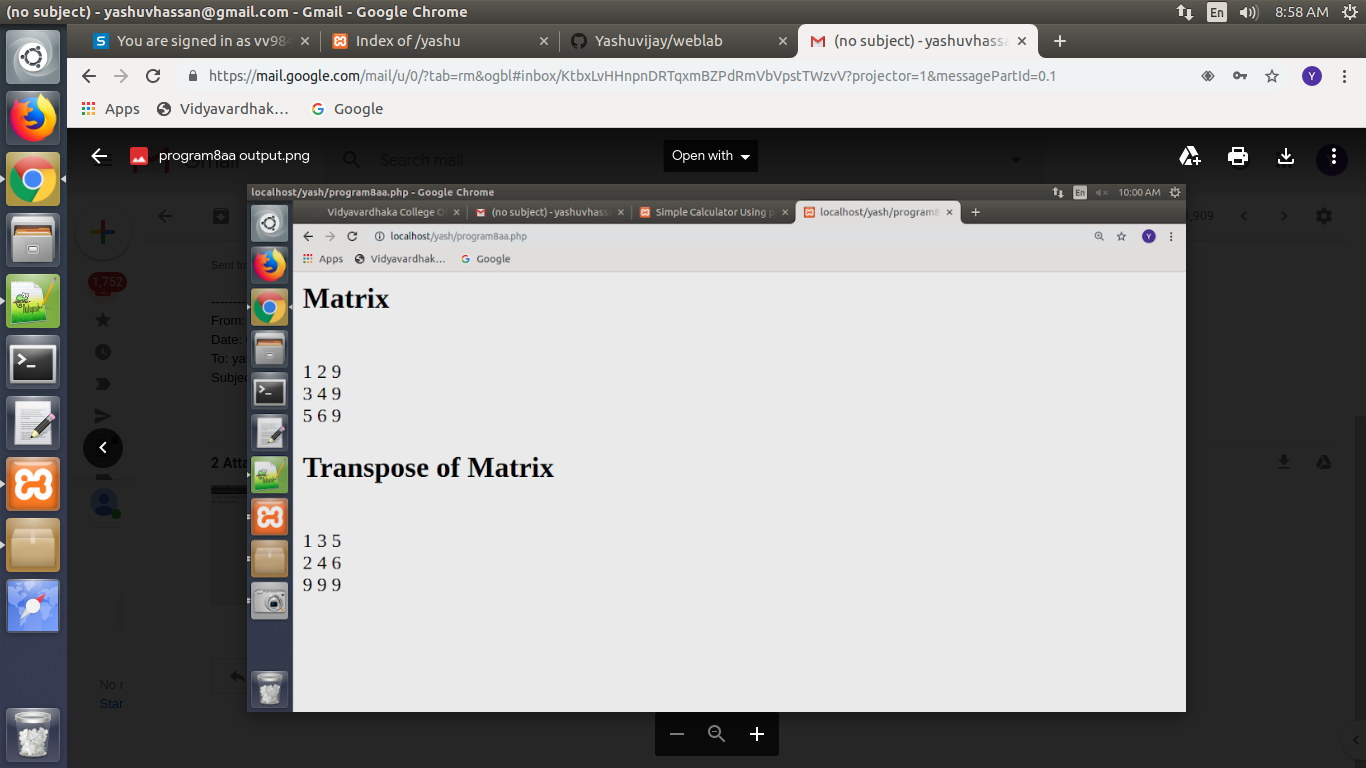 (no subject) - yashuvhassan@gmail.com - Gmail - Google Chrome
En
8:58 AM
You are signed in as vv984
Index of /yashu
Yashuvijay/weblab
(no subject) - yashuvhassa
https://mail.google.com/mail/u/0/?tab=rm&ogbl#inbox/KtbxLvHHnpnDRTqxmBZPdRmVbVpstTWzvV?projector=1&messagePartId=0.1
Y
Apps
Vidyavardhak...
Google
program8aa output.png
Search mail
Open with
localhost/yash/program8aa.php - Google Chrome
En
10:00 AM
Vidyavardhaka College O
(no subject) - yashuvhass
Simple Calculator Using p
localhost/yash/program8
localhost/yash/program8aa.php
Y
Apps
Vidyavardhak...
Google
,909
Sent fro
1,752
From:
Date:
To: ya
Subje
2 Atta
Matrix
1 2 9
3 4 9
5 6 9
Transpose of Matrix
1 3 5
2 4 6
9 9 9
No r
Star